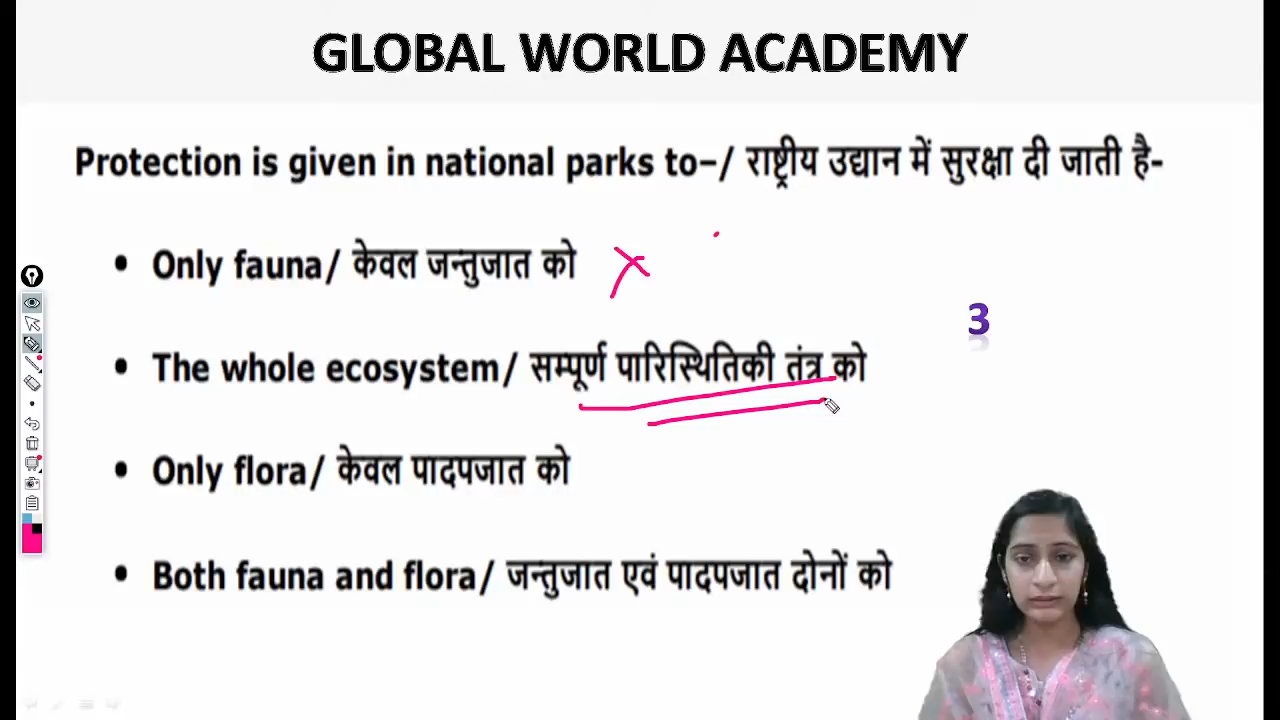 GLOBAL WORLD ACADEMY
Protection is given in national parks to–/ राष्ट्रीय उद्यान में सुरक्षा दी जाती है-
• Only fauna/ केवल जन्तुजात को
3
• The whole ecosystem/ सम्पूर्ण पारिस्थितिकी तंत्र को
• Only flora/ केवल पादपजात को
• Both fauna and flora/ जन्तुजात एवं पादपजात दोनों को